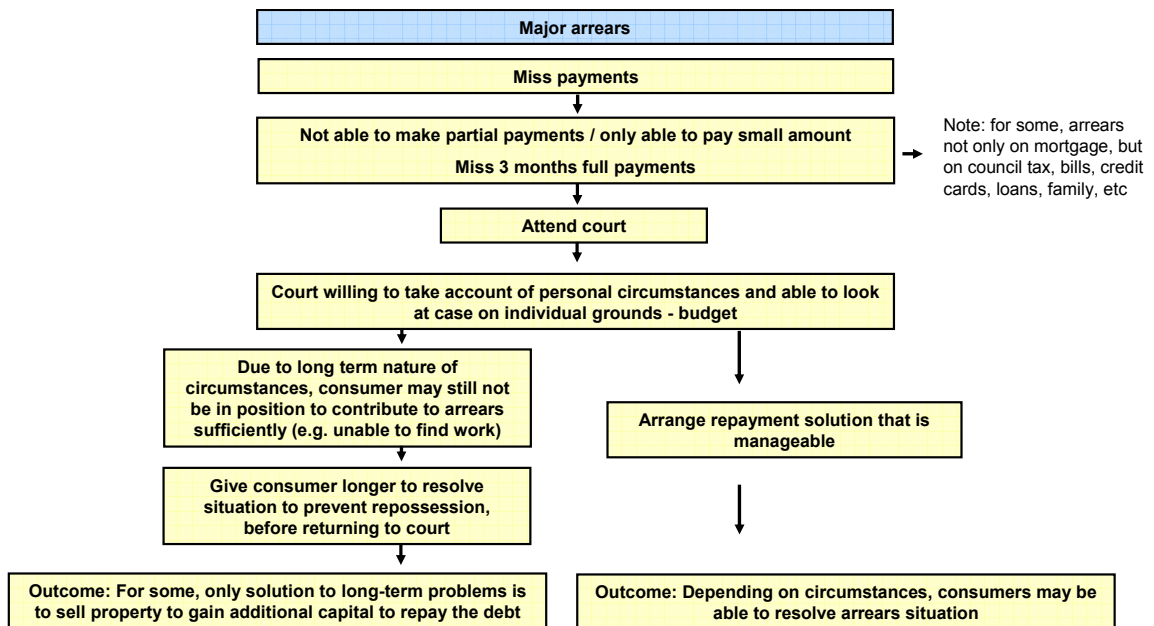 Major arrears
Miss payments
Not able to make partial payments / only able to pay small amount
Miss 3 months full payments
Note: for some, arrears
not only on mortgage, but
on council tax, bills, credit
cards, loans, family, etc
Attend court
Court willing to take account of personal circumstances and able to look
at case on individual grounds - budget
Due to long term nature of
circumstances, consumer may still not
be in position to contribute to arrears
sufficiently (e.g. unable to find work)
Arrange repayment solution that is
manageable
Give consumer longer to resolve
situation to prevent repossession,
before returning to court
Outcome: For some, only solution to long-term problems is
to sell property to gain additional capital to repay the debt
Outcome: Depending on circumstances, consumers may be
able to resolve arrears situation